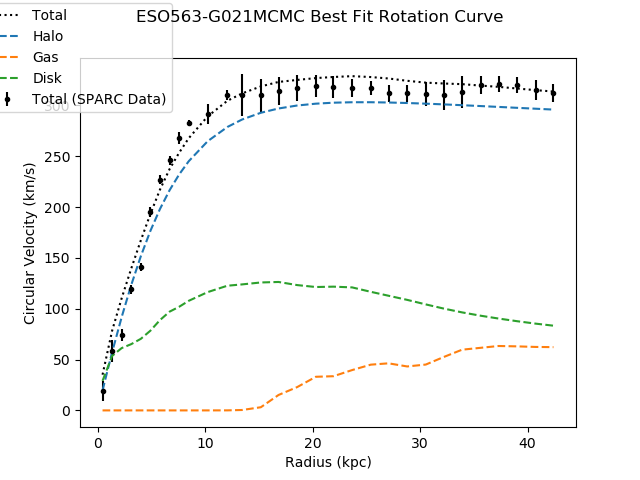 ESO563-G021MCMC Best Fit Rotation Curve
Total
Halo
Gas
Disk
Total (SPARC Data)
300
250
200
150
100
50
0
Circular Velocity (km/s)
0 10 20 30 40
Radius (kpc)